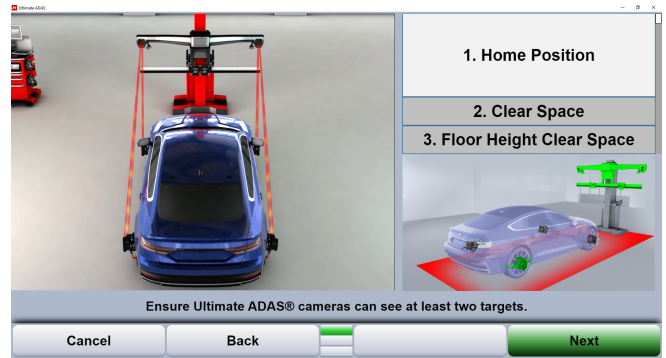 Ultimate ADAS
1. Home Position
2. Clear Space
3. Floor Height Clear Space
Ensure Ultimate ADAS® cameras can see at least two targets.
Cancel
Back
Next